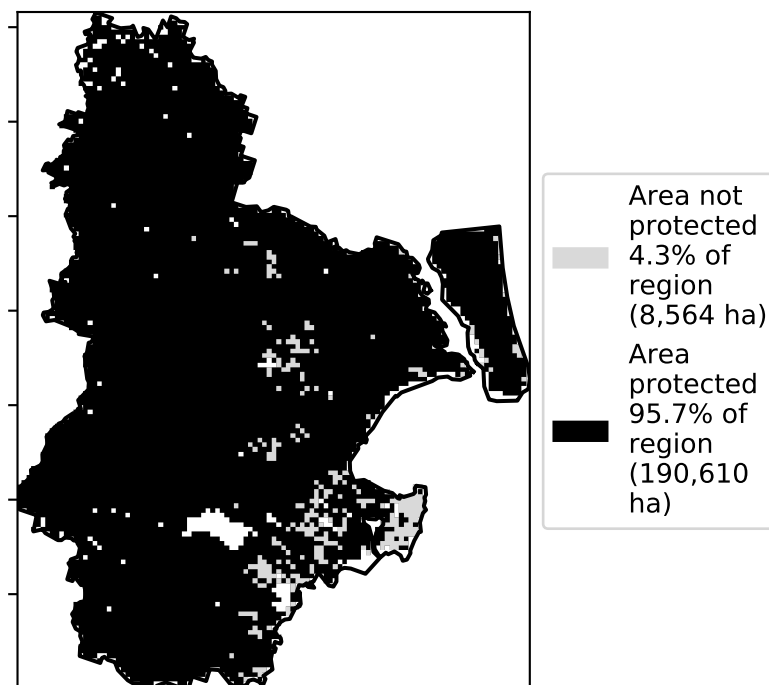 Area not
protected
4.3% of
region
(8,564 ha)
Area
protected
95.7% of
region
(190,610
ha)